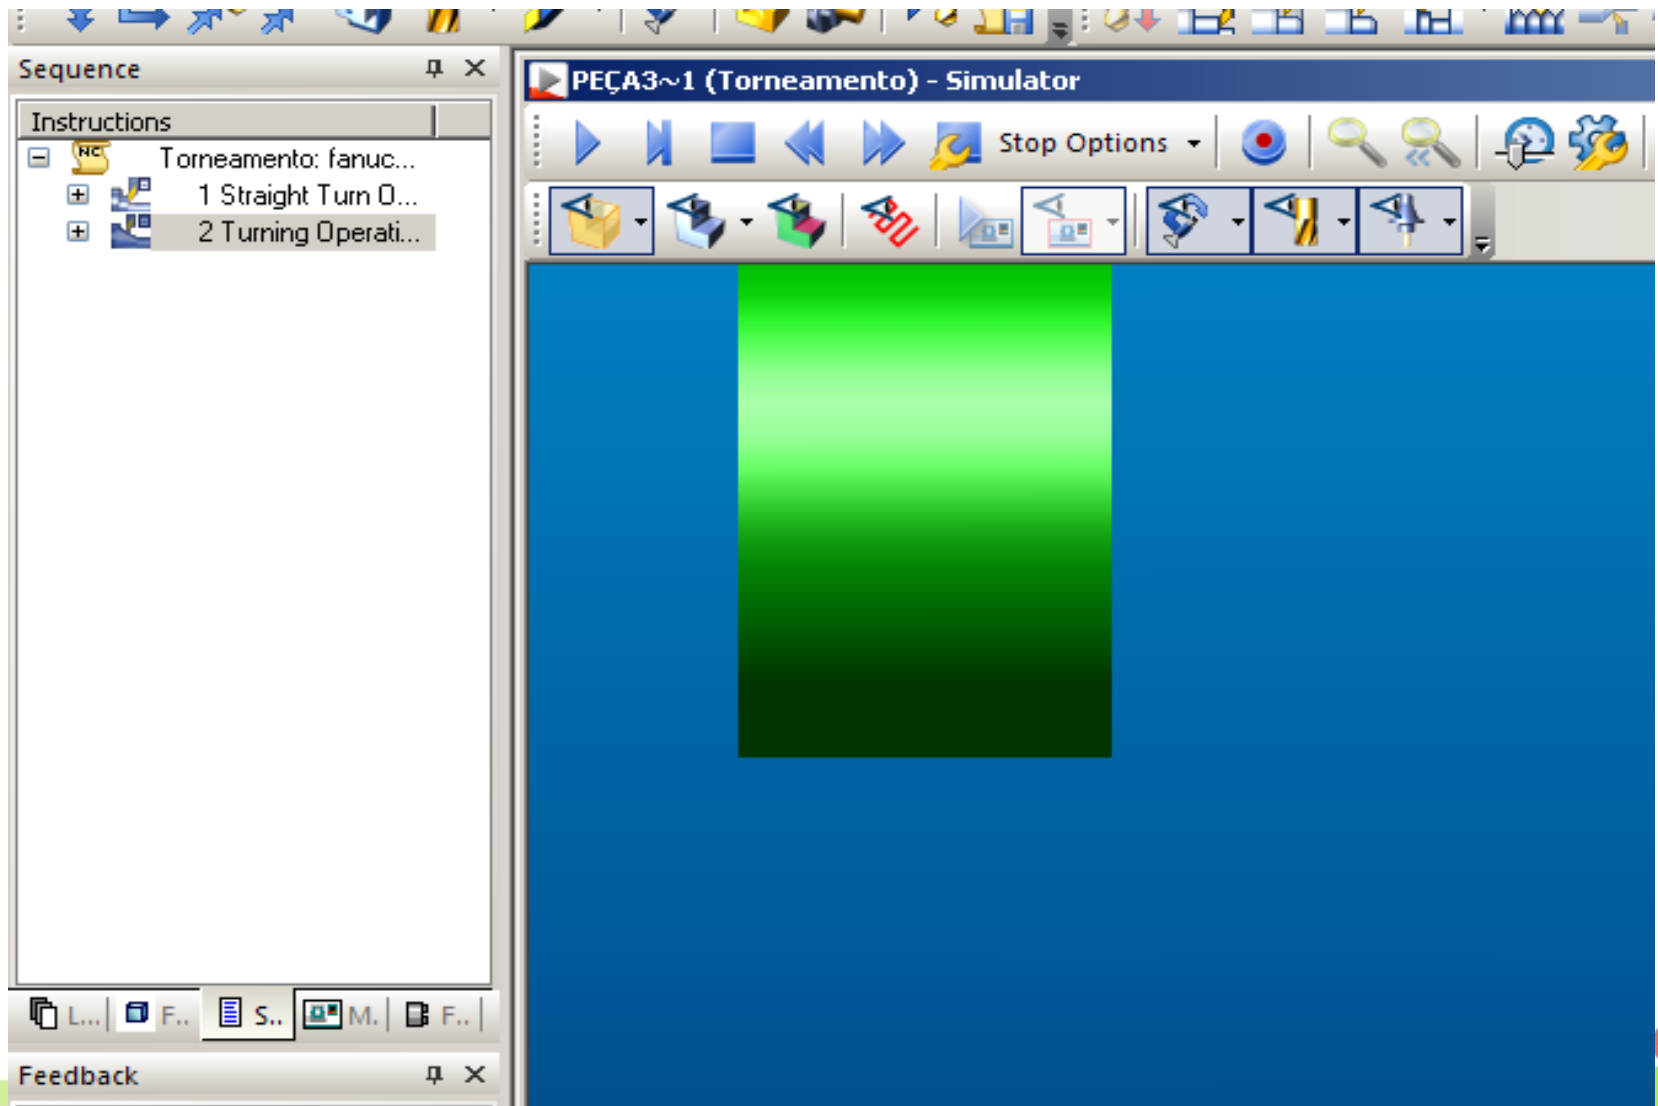 Sequence
PEÇA3~1 (Torneamento) - Simulator
Instructions
Stop Options
NC
Torneamento: fanuc...
1 Straight Turn O...
2 Turning Operati...
L...
F..
S..
M.
F..
Feedback